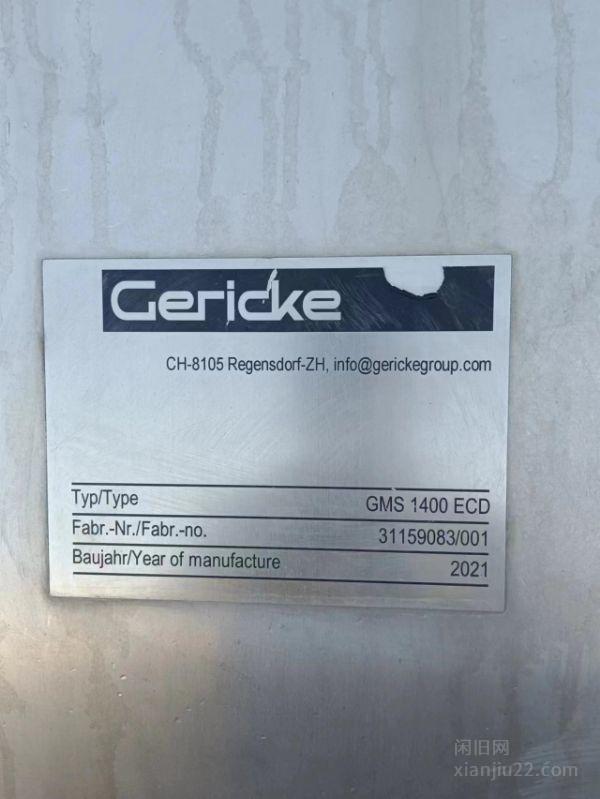 Gericke
CH-8105 Regensdorf-ZH, info@gerickegroup.com
Typ/Type GMS 1400 ECD
Fabr.-Nr./Fabr.-no. 31159083/001
Baujahr/Year of manufacture 2021
闲旧网
xianjiu22.com